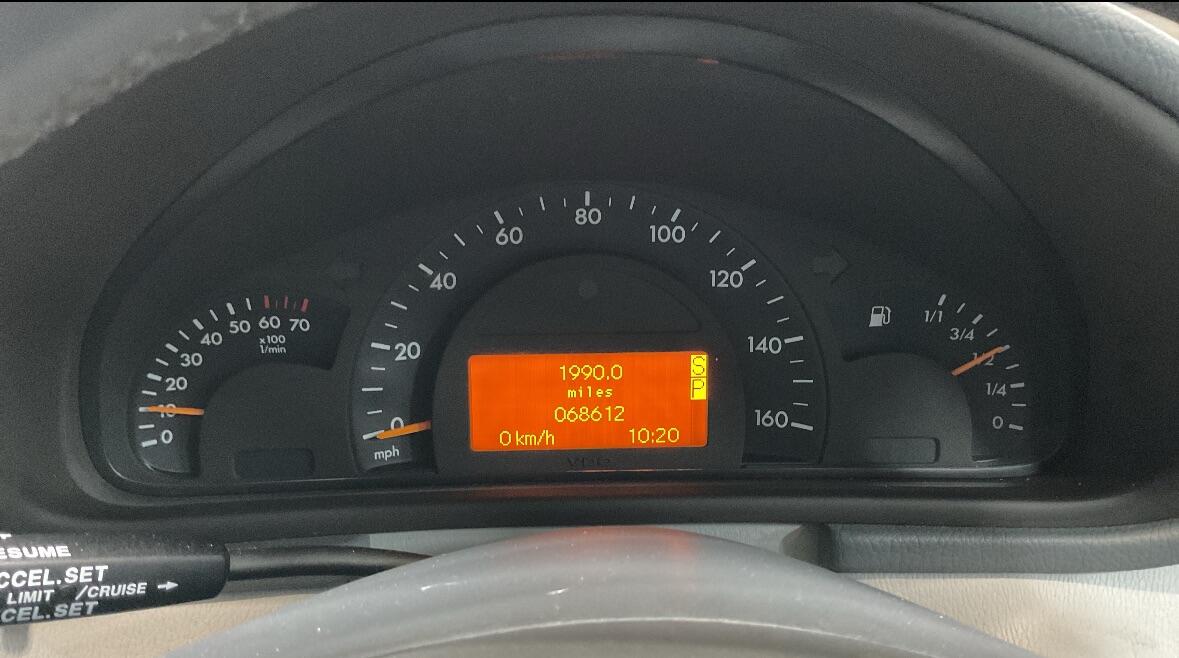 80
60
100
40
120
1/1
50
60
70
40
x100
1/min
3/4
30
20
140
1/2
1990.0
S
20
miles
P
1/4
10
068612
0
160
0
0
0 km/h
10:20
mph
VDO
ESUME
CCEL.SET
LIMIT /CRUISE →
CEL.SET